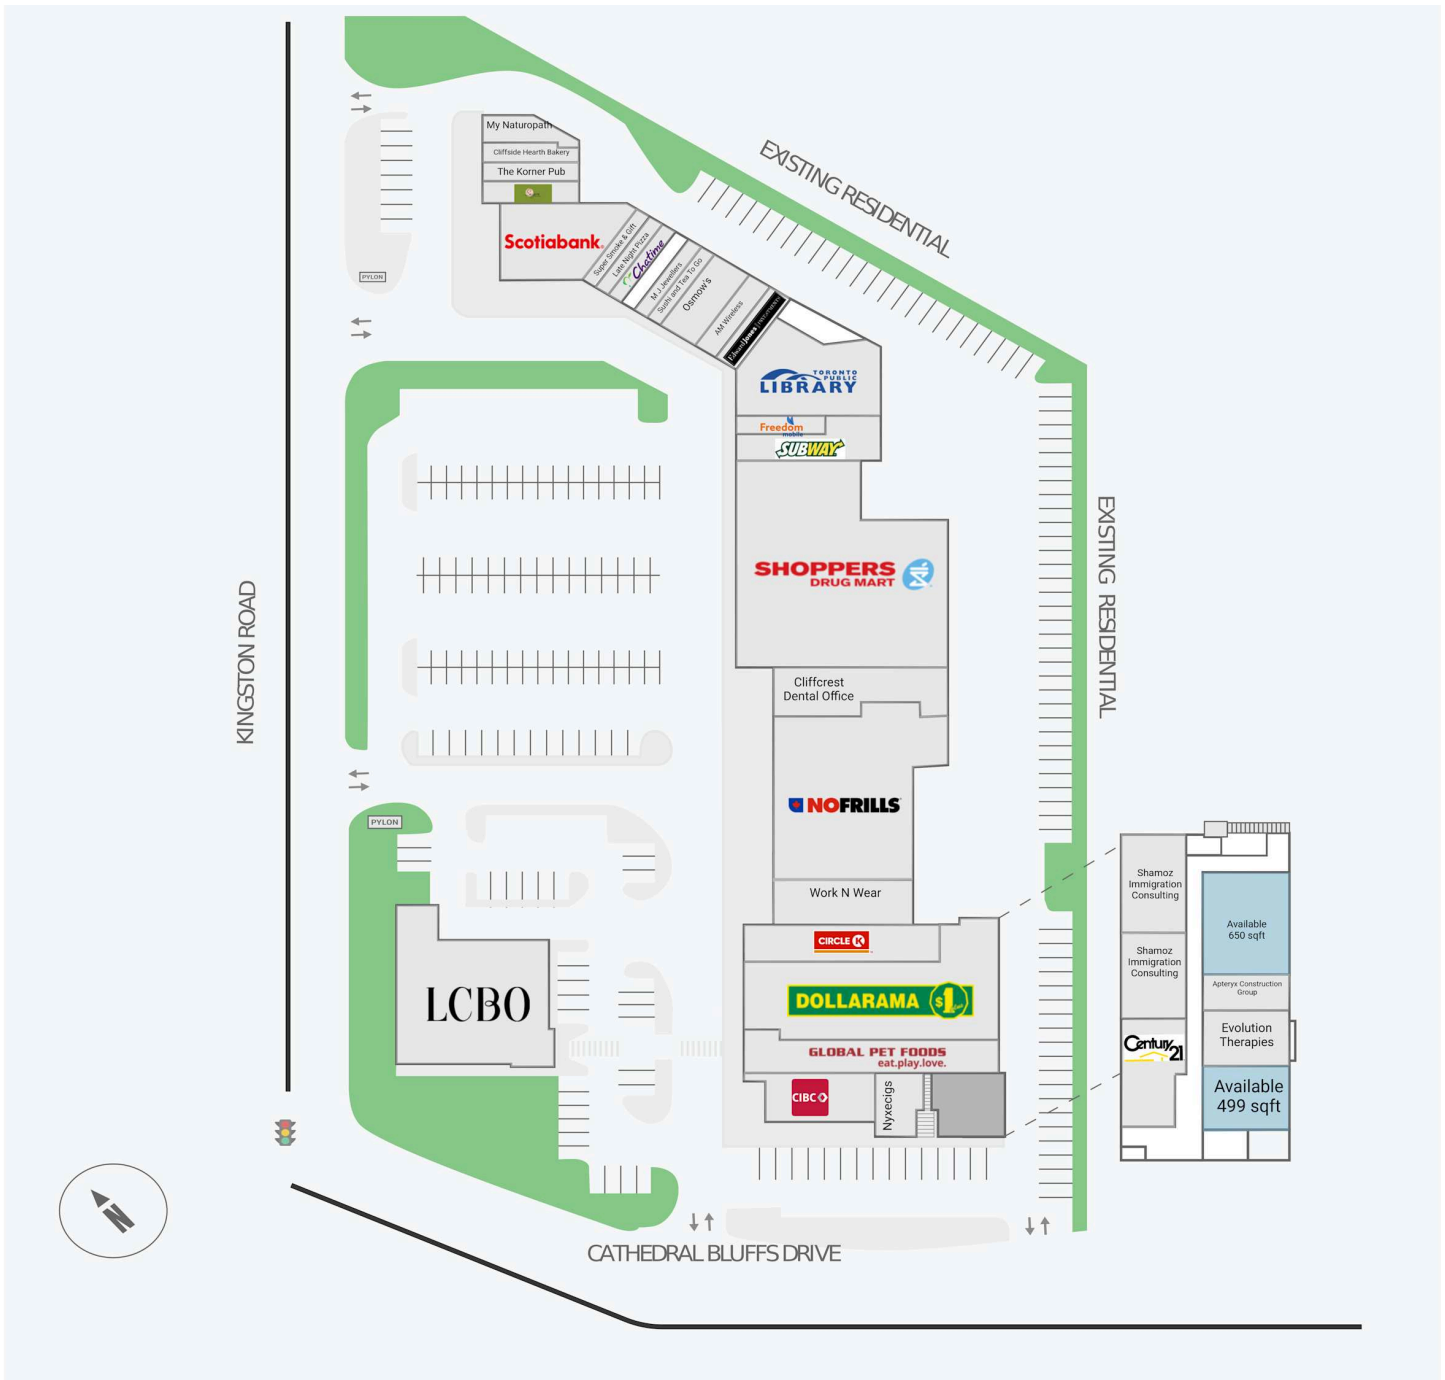 My Naturopath
Cliffside Hearth Bakery
The Korner Pub
Scotiabank
Super Smoke & Gift
Late Night Pizza
Chatime
M J Jewellers
Sushi and Tea To Go
Osmow's
AM Wireless
Edward Jones INVESTMENTS
EXISTING RESIDENTIAL
PYLON
TORONTO
PUBLIC
LIBRARY
Freedom
mobile
SUBWAY
EXISTING RESIDENTIAL
SHOPPERS
DRUG MART
KINGSTON ROAD
Cliffcrest
Dental Office
NOFRILLS
PYLON
Work N Wear
CIRCLE K
LCBO
DOLLARAMA $1
GLOBAL PET FOODS
eat.play.love.
CIBC
Nyxecigs
Shamoz
Immigration
Consulting
Shamoz
Immigration
Consulting
Century 21
Available
650 sqft
Apteryx Construction
Group
Evolution
Therapies
Available
499 sqft
N
CATHEDRAL BLUFFS DRIVE